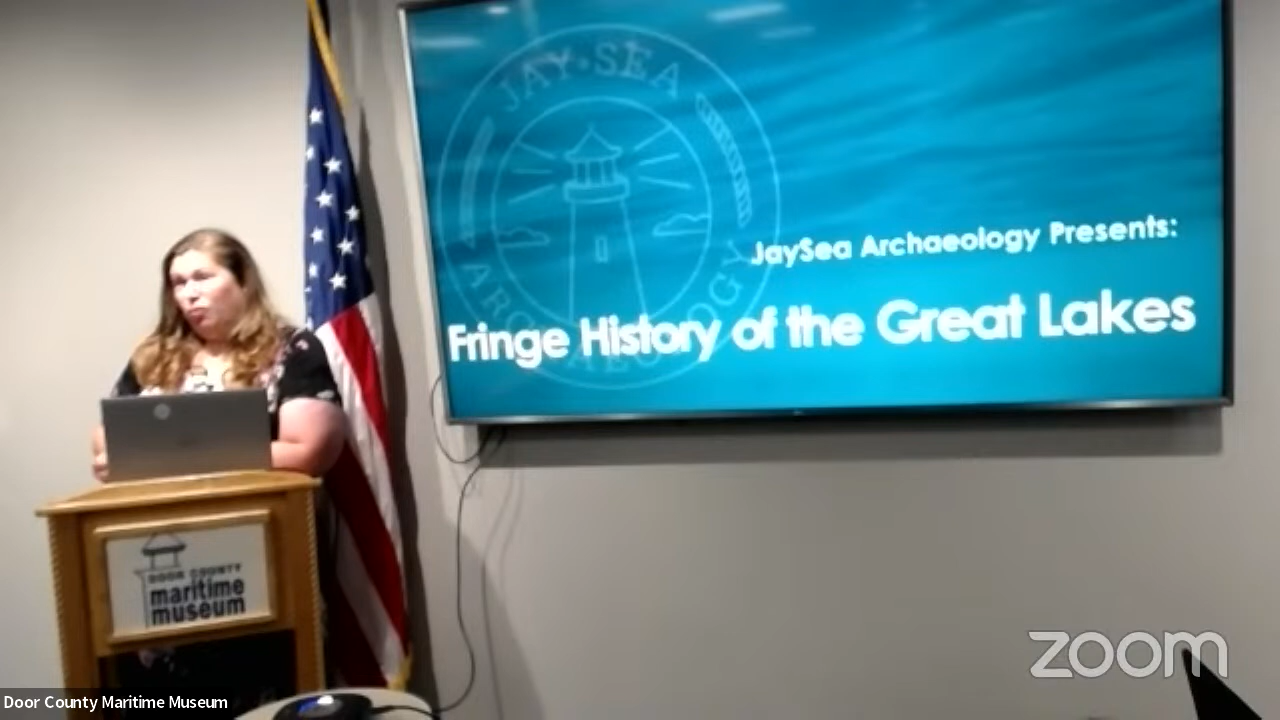 JAY·SEA
ARCHAEOLOGY
JaySea Archaeology Presents:
Fringe History of the Great Lakes
DOOR COUNTY
maritime
museum
zoom
Door County Maritime Museum